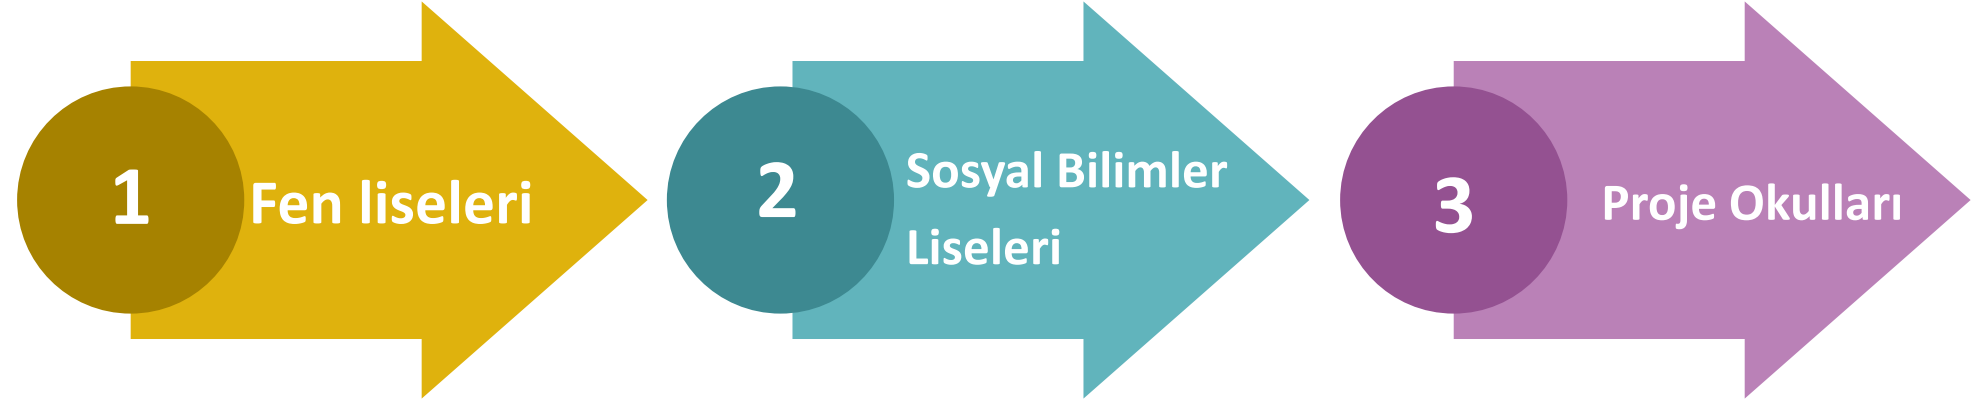 1
Fen liseleri
2
Sosyal Bilimler
Liseleri
3
Proje Okulları